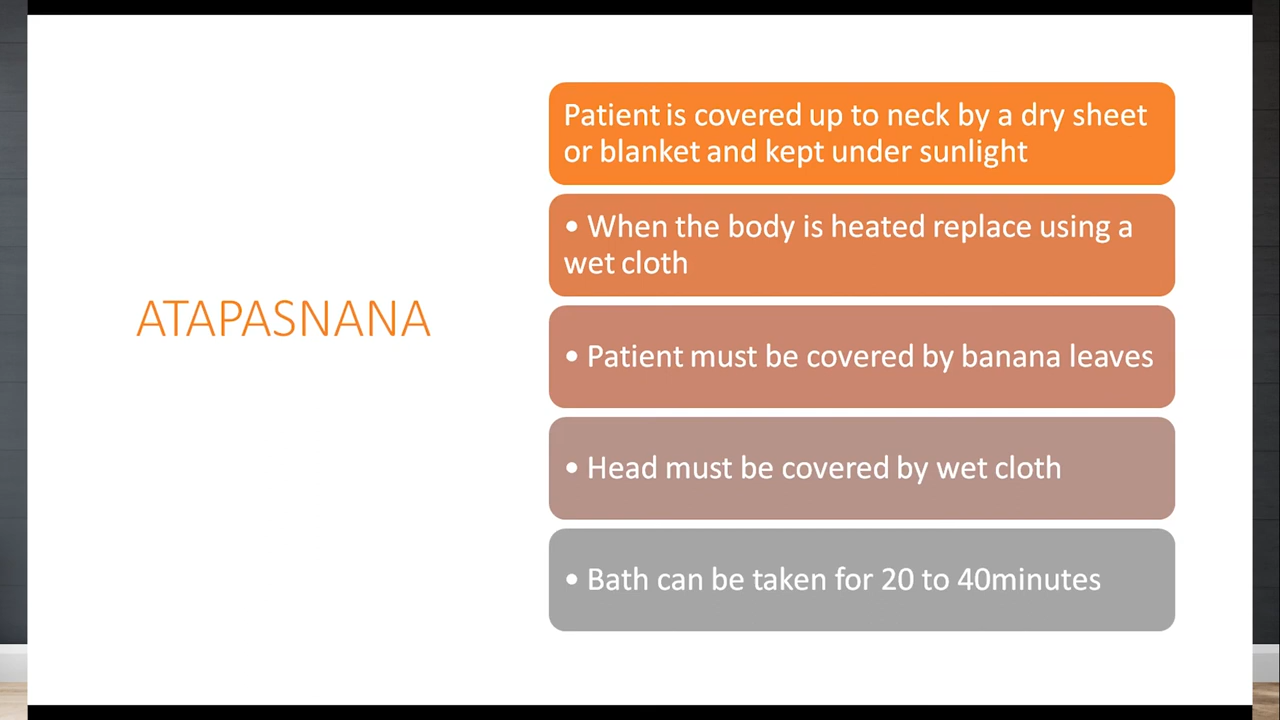 ATAPASNANA
Patient is covered up to neck by a dry sheet
or blanket and kept under sunlight
• When the body is heated replace using a
wet cloth
• Patient must be covered by banana leaves
• Head must be covered by wet cloth
• Bath can be taken for 20 to 40minutes